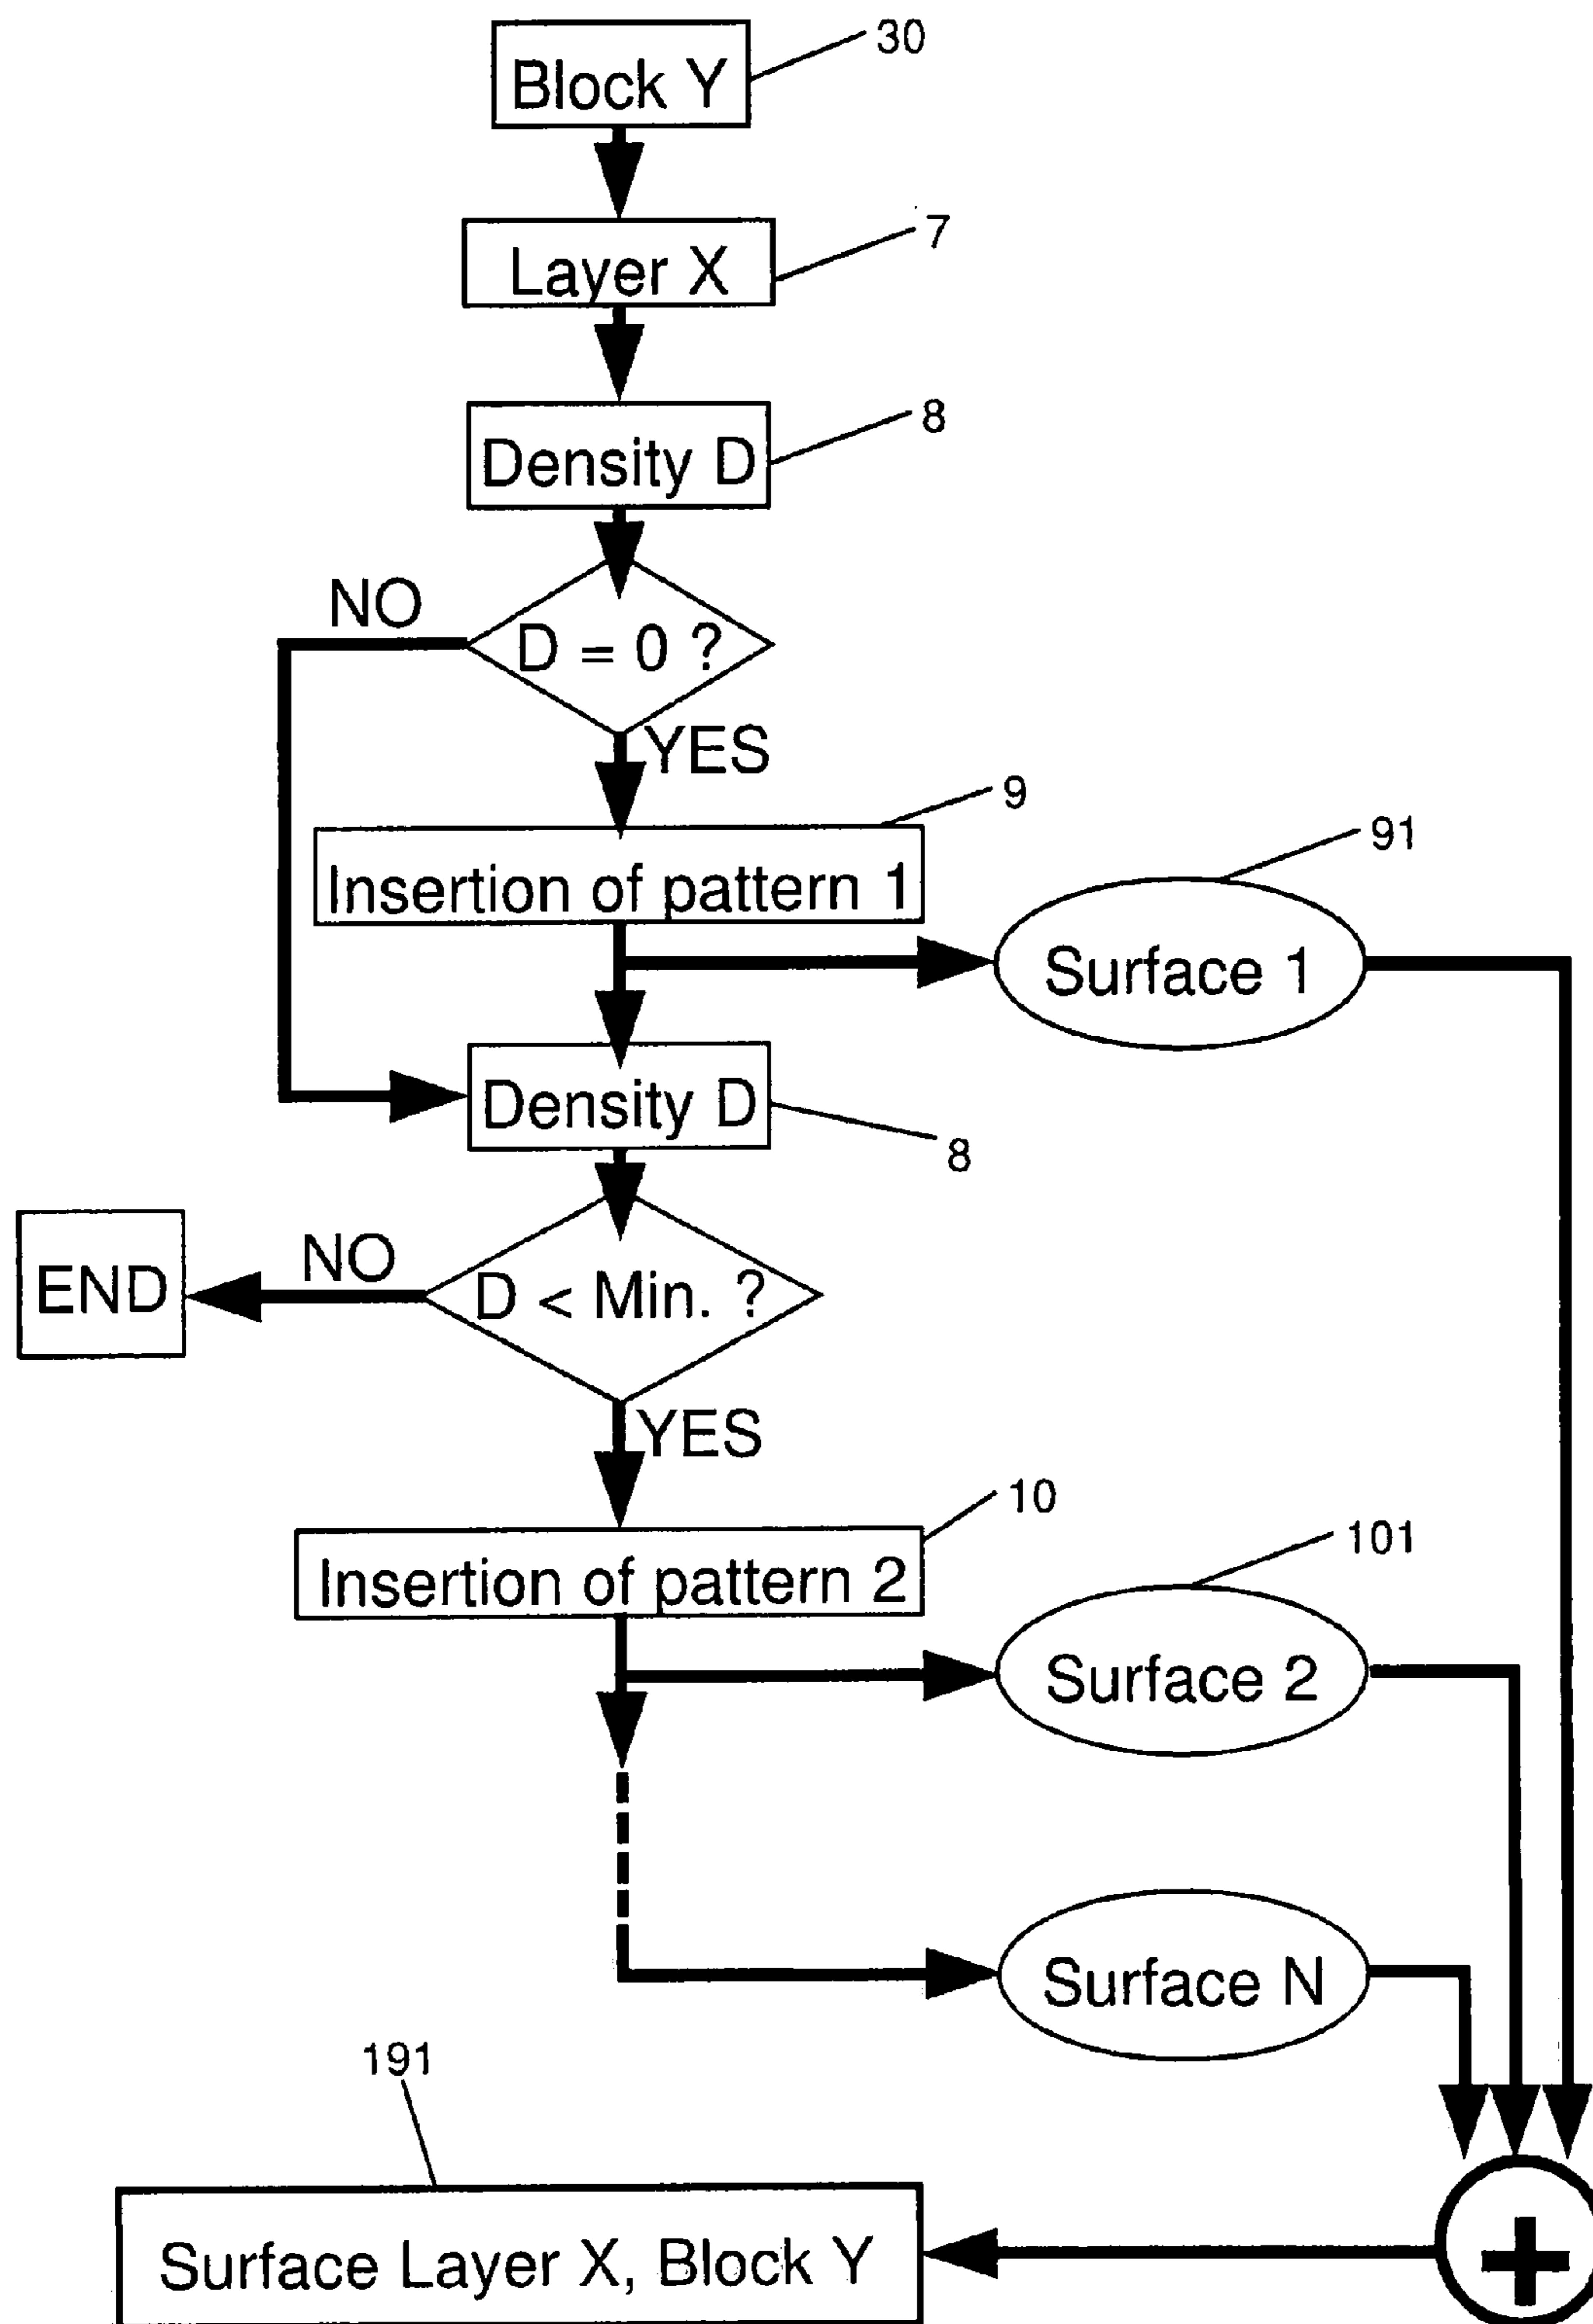 30
Block Y
7
Layer X
8
Density D
NO
D = 0 ?
YES
9
Insertion of pattern 1
91
Surface 1
Density D
8
END
NO
D < Min. ?
YES
10
Insertion of pattern 2
101
Surface 2
Surface N
191
Surface Layer X, Block Y
+